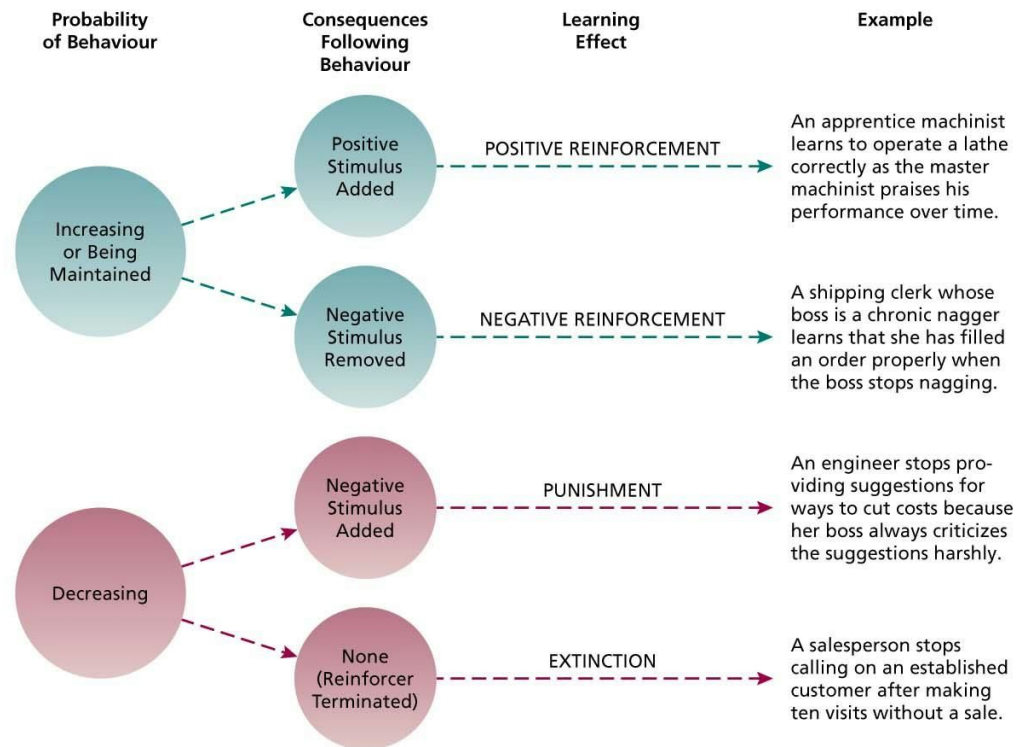 Probability
of Behaviour
Consequences
Following
Behaviour
Learning
Effect
Example
Increasing
or Being
Maintained
Positive
Stimulus
Added
POSITIVE REINFORCEMENT
An apprentice machinist
learns to operate a lathe
correctly as the master
machinist praises his
performance over time.
Negative
Stimulus
Removed
NEGATIVE REINFORCEMENT
A shipping clerk whose
boss is a chronic nagger
learns that she has filled
an order properly when
the boss stops nagging.
Decreasing
Negative
Stimulus
Added
PUNISHMENT
An engineer stops pro-
viding suggestions for
ways to cut costs because
her boss always criticizes
the suggestions harshly.
None
(Reinforcer
Terminated)
EXTINCTION
A salesperson stops
calling on an established
customer after making
ten visits without a sale.